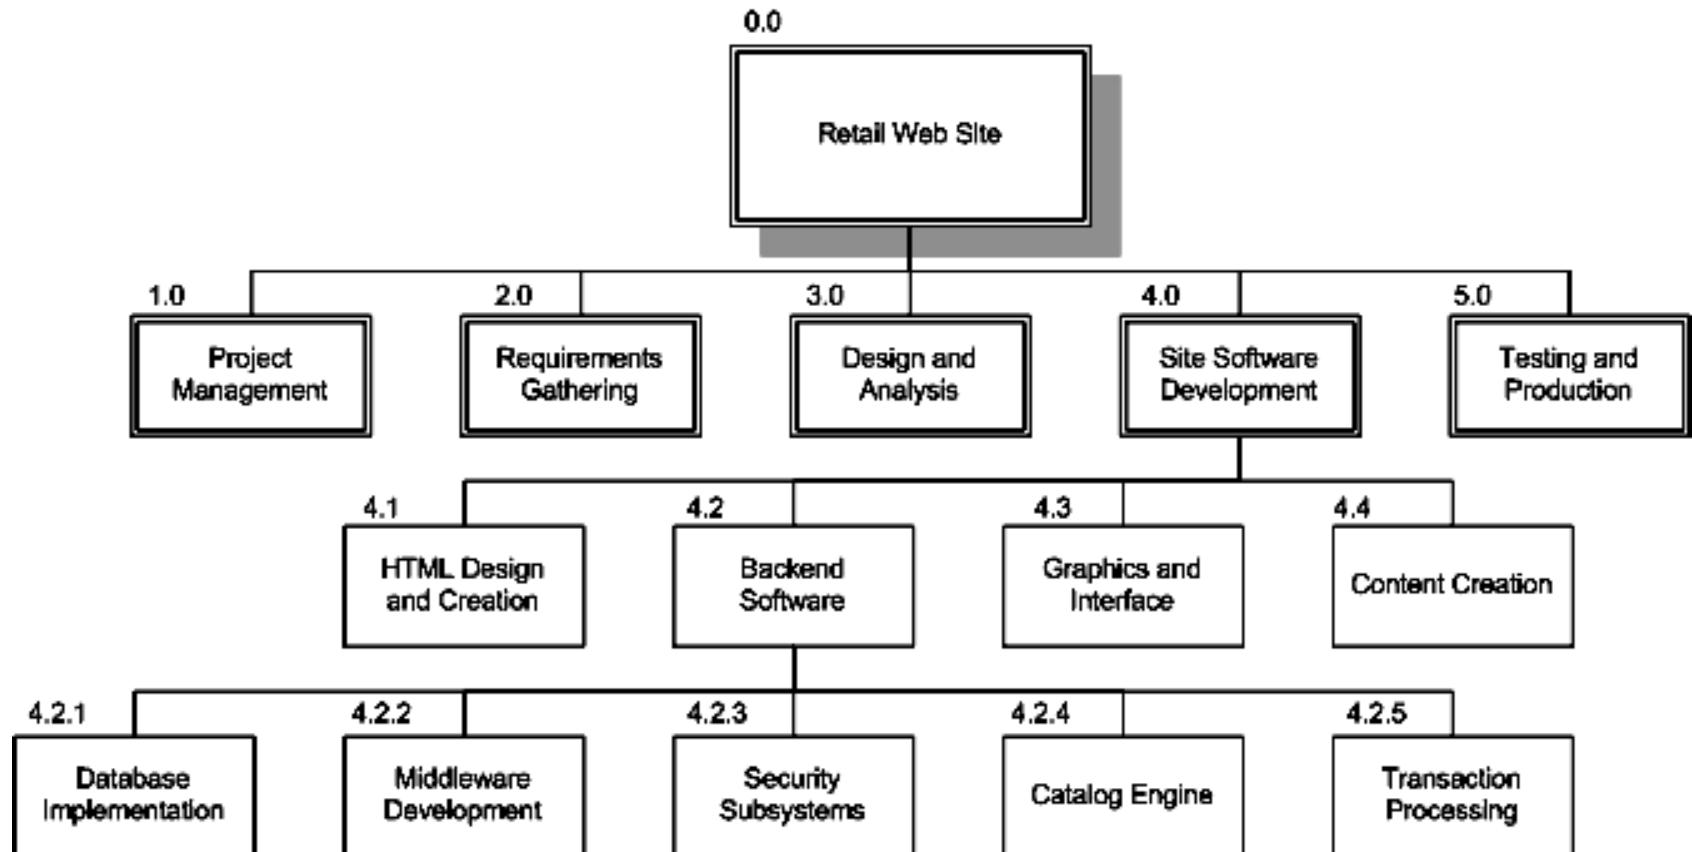 0.0
Retail Web Site
1.0
2.0
3.0
4.0
5.0
Project
Management
Requirements
Gathering
Design and
Analysis
Site Software
Development
Testing and
Production
4.1
4.2
4.3
4.4
HTML Design
and Creation
Backend
Software
Graphics and
Interface
Content Creation
4.2.1
4.2.2
4.2.3
4.2.4
4.2.5
Database
Implementation
Middleware
Development
Security
Subsystems
Catalog Engine
Transaction
Processing